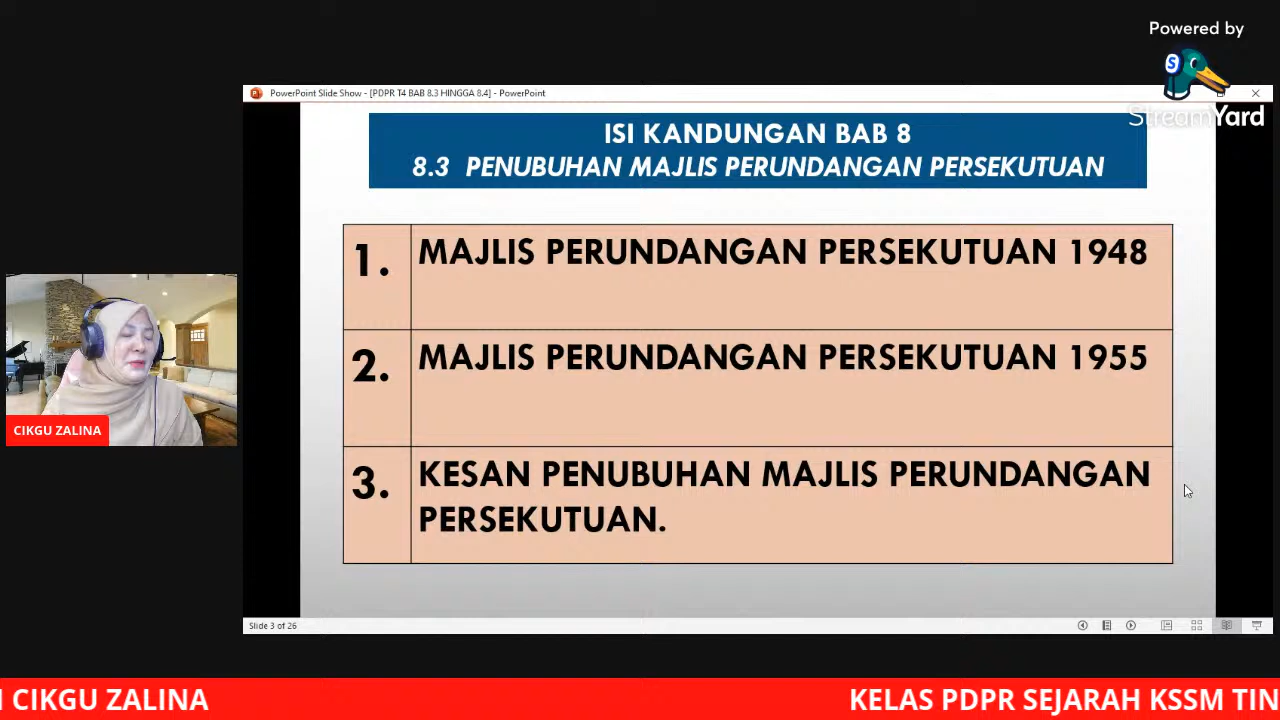 Powered by
StreamYard
PowerPoint Slide Show - [PDPR T4 BAB 8.3 HINGGA 8.4] - PowerPoint
ISI KANDUNGAN BAB 8
8.3 PENUBUHAN MAJLIS PERUNDANGAN PERSEKUTUAN
1. MAJLIS PERUNDANGAN PERSEKUTUAN 1948
2. MAJLIS PERUNDANGAN PERSEKUTUAN 1955
3. KESAN PENUBUHAN MAJLIS PERUNDANGAN
PERSEKUTUAN.
CIKGU ZALINA
Slide 3 of 26
CIKGU ZALINA
KELAS PDPR SEJARAH KSSM TIN